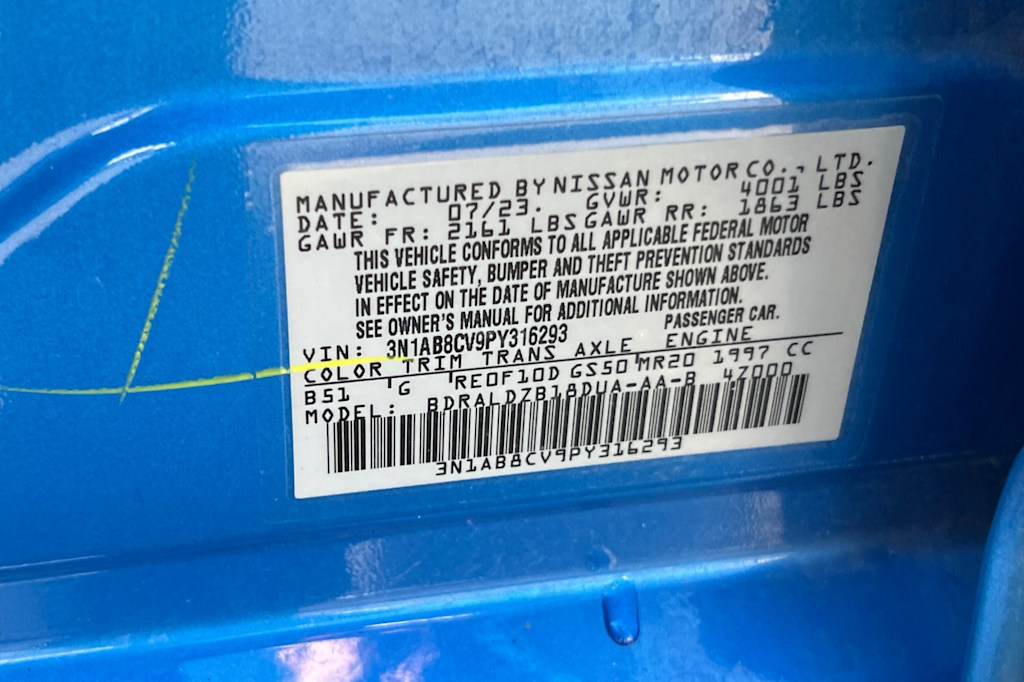 MANUFACTURED BY NISSAN MOTOR CO., LTD.
DATE: 07/23. GVWR: 4001 LBS
GAWR FR: 2161 LBS GAWR RR: 1863 LBS
THIS VEHICLE CONFORMS TO ALL APPLICABLE FEDERAL MOTOR
VEHICLE SAFETY, BUMPER AND THEFT PREVENTION STANDARDS
IN EFFECT ON THE DATE OF MANUFACTURE SHOWN ABOVE.
SEE OWNER'S MANUAL FOR ADDITIONAL INFORMATION.
VIN: 3N1AB8CV9PY316293 PASSENGER CAR.
COLOR TRIM TRANS AXLE ENGINE
B51 G RE0F10D GS50 MR20 1997 CC
MODEL: BDRALDZB18DUA-AA-B 47000
3N1AB8CV9PY316293